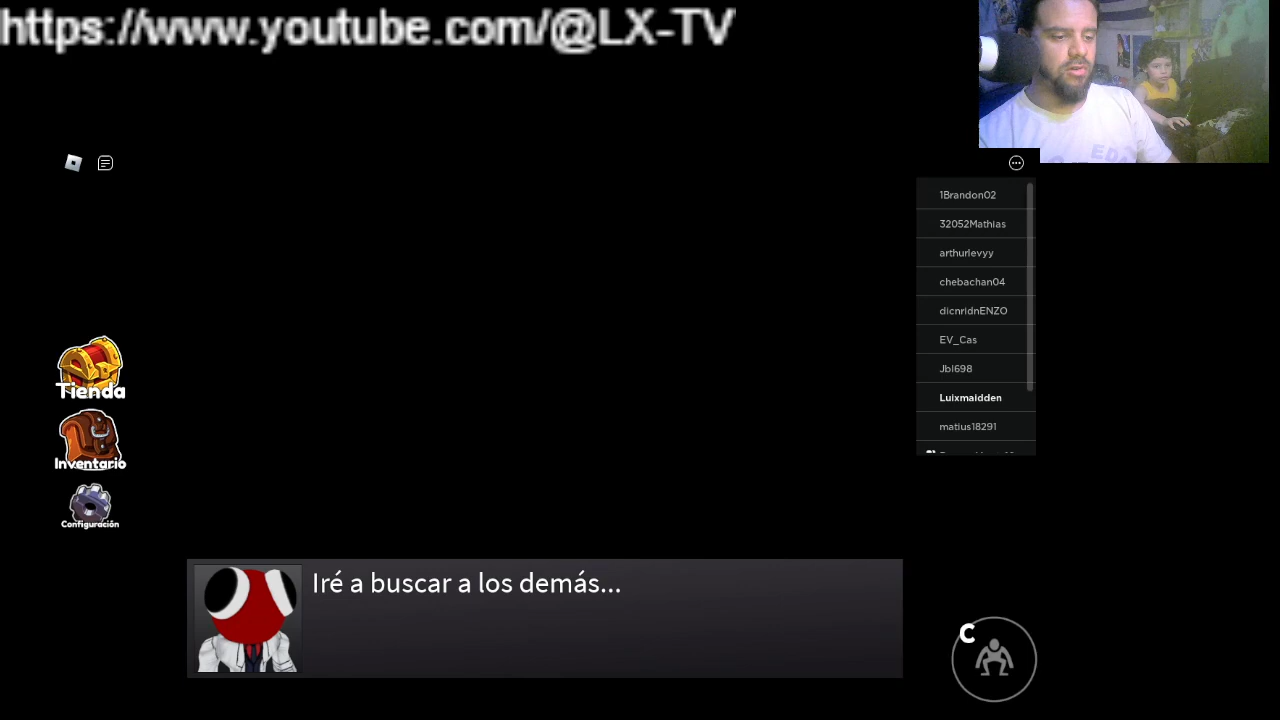 https://www.youtube.com/@LX-TV
1Brandon02
32052Mathias
arthurlevyy
chebachan04
dicnridnENZO
EV_Cas
Jbl698
Luixmaidden
matius18291
Tienda
Inventario
Configuración
Iré a buscar a los demás...
C